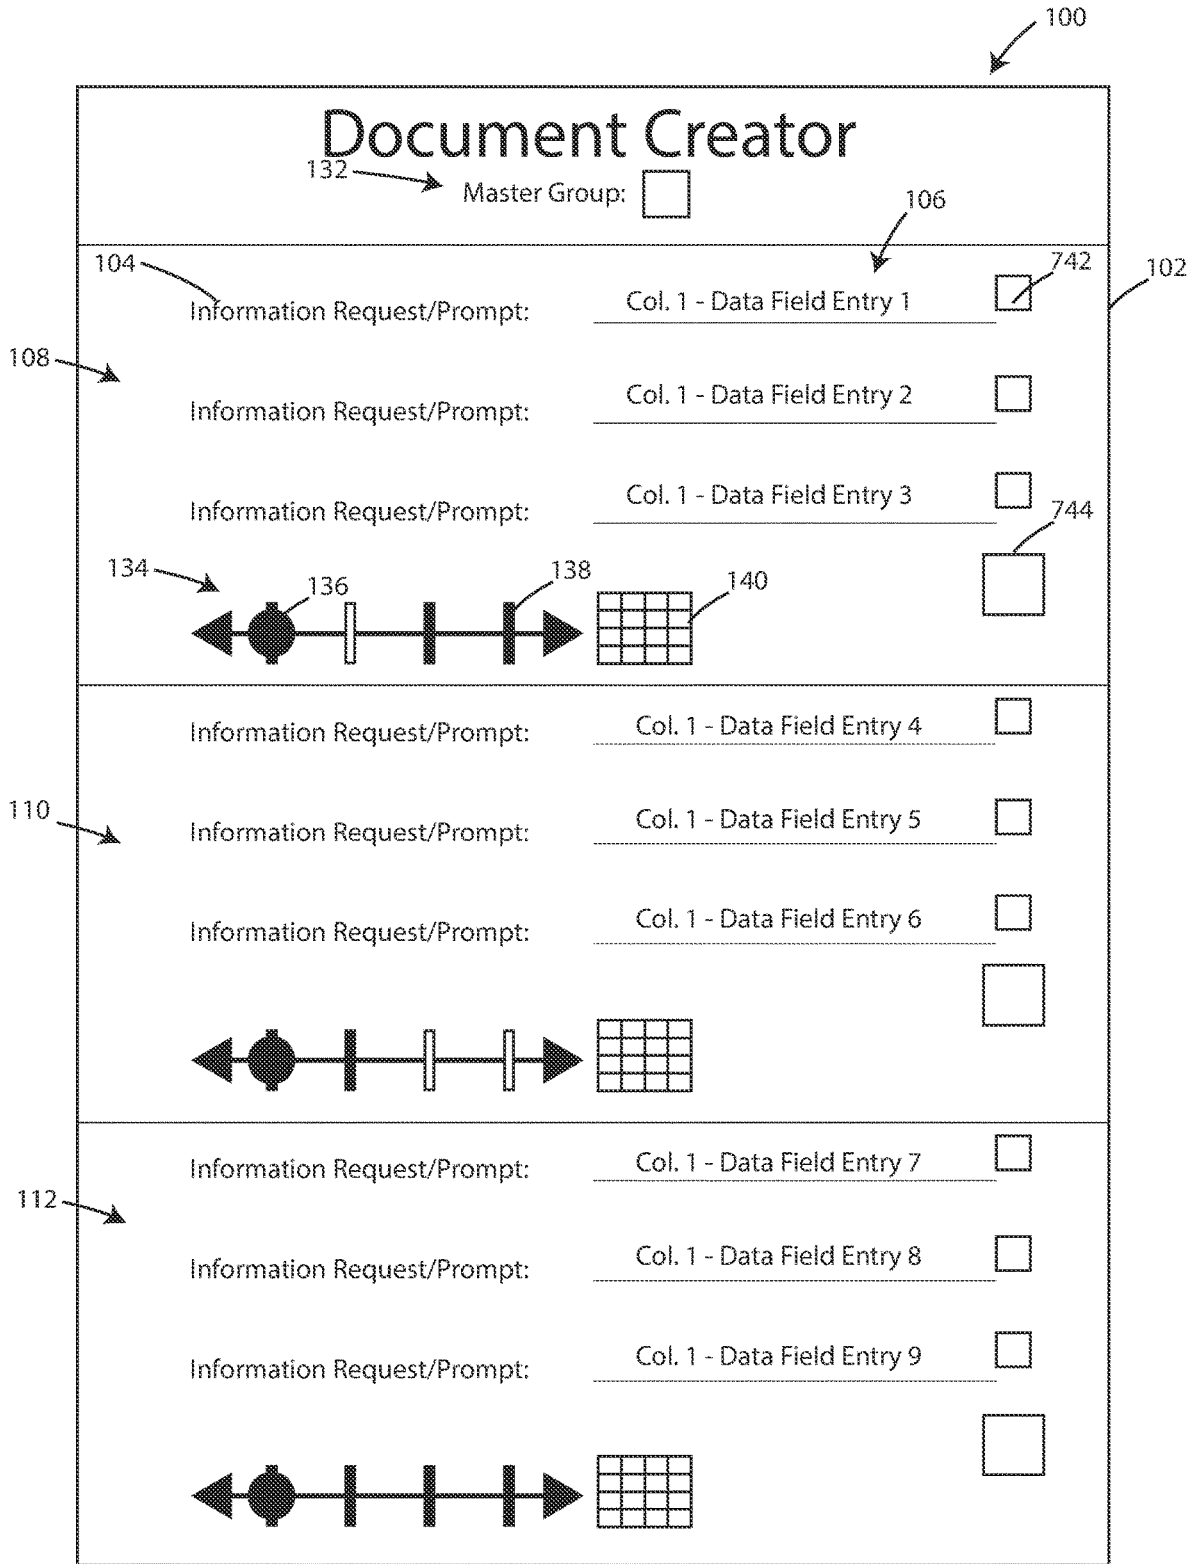 100
Document Creator
132
Master Group:
106
104
742
102
Information Request/Prompt: Col. 1 - Data Field Entry 1
108
Information Request/Prompt: Col. 1 - Data Field Entry 2
Information Request/Prompt: Col. 1 - Data Field Entry 3
744
134
136
138
140
Information Request/Prompt: Col. 1 - Data Field Entry 4
110
Information Request/Prompt: Col. 1 - Data Field Entry 5
Information Request/Prompt: Col. 1 - Data Field Entry 6
Information Request/Prompt: Col. 1 - Data Field Entry 7
112
Information Request/Prompt: Col. 1 - Data Field Entry 8
Information Request/Prompt: Col. 1 - Data Field Entry 9